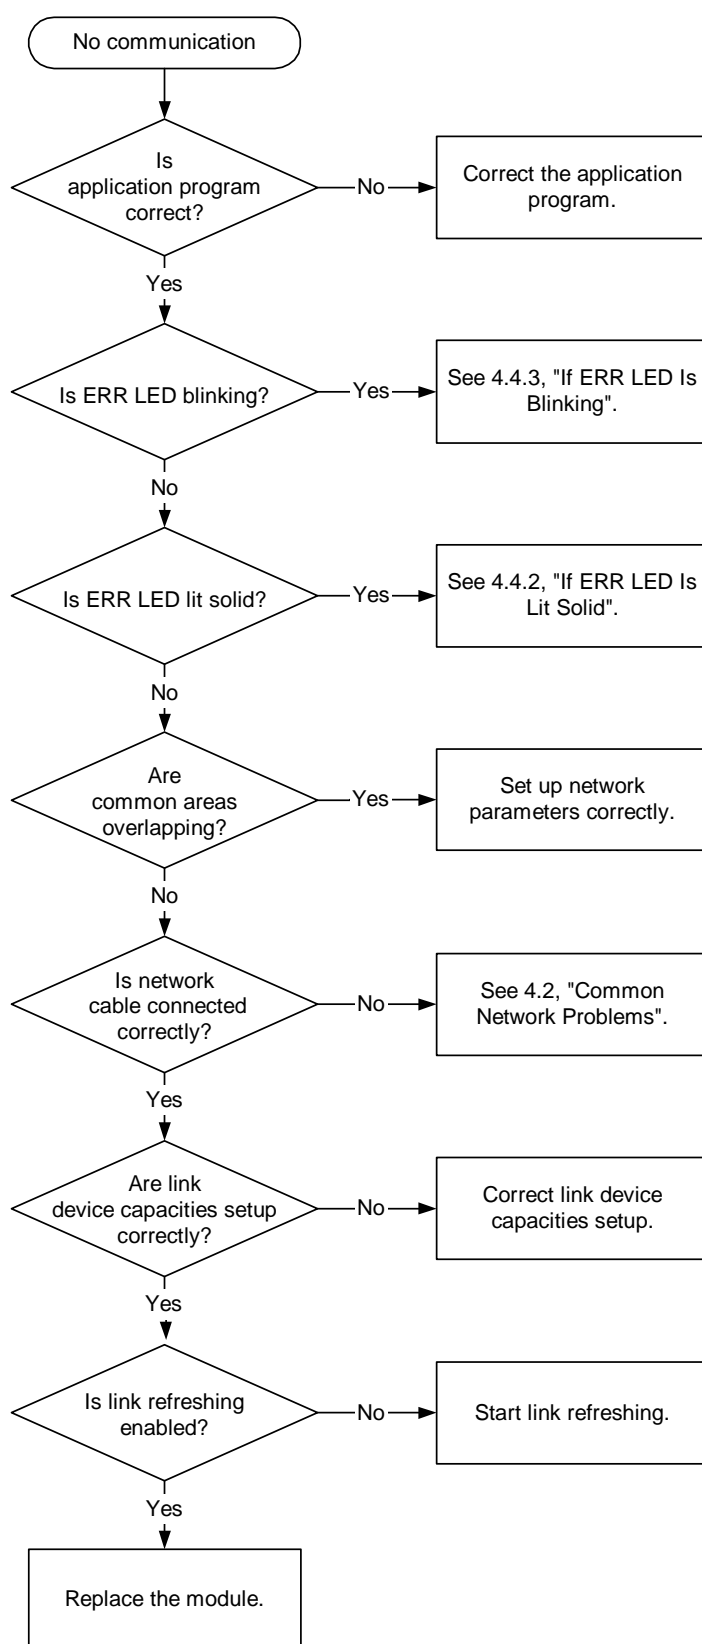 No communication
Is
application program
correct?
No
Correct the application
program.
Yes
Is ERR LED blinking?
Yes
See 4.4.3, "If ERR LED Is
Blinking".
No
Is ERR LED lit solid?
Yes
See 4.4.2, "If ERR LED Is
Lit Solid".
No
Are
common areas
overlapping?
Yes
Set up network
parameters correctly.
No
Is network
cable connected
correctly?
No
See 4.2, "Common
Network Problems".
Yes
Are link
device capacities setup
correctly?
No
Correct link device
capacities setup.
Yes
Is link refreshing
enabled?
No
Start link refreshing.
Yes
Replace the module.